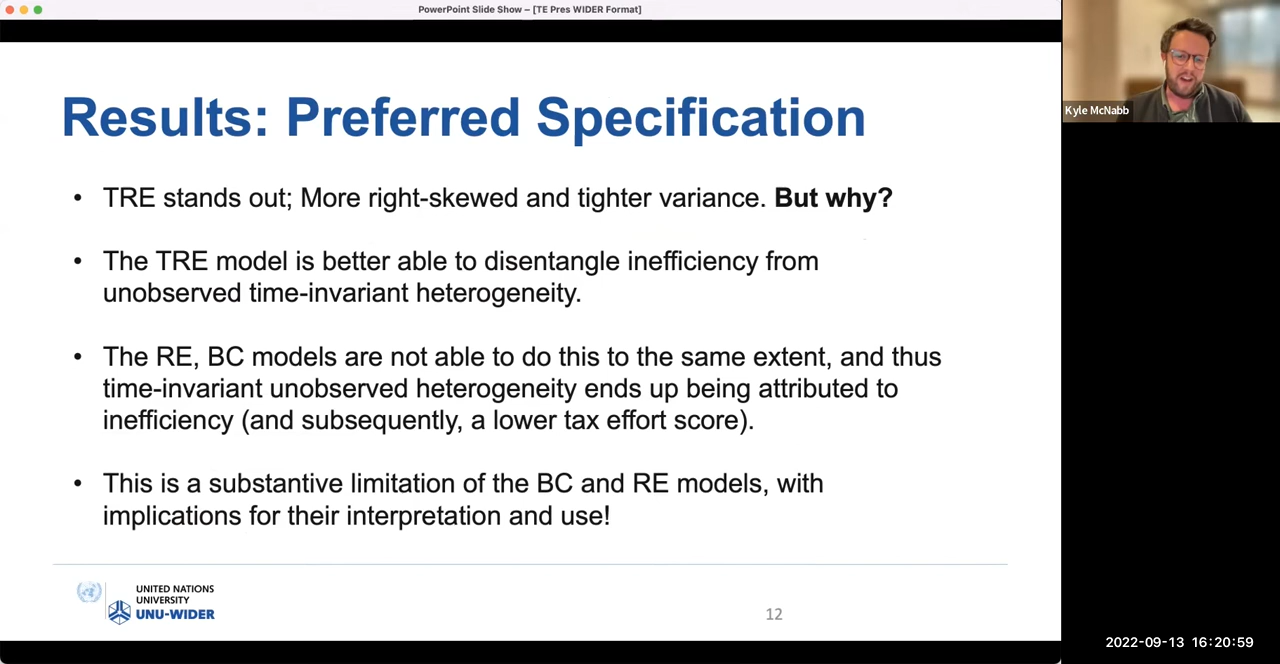 PowerPoint Slide Show – [TE Pres WIDER Format]
Results: Preferred Specification
• TRE stands out; More right-skewed and tighter variance. But why?
• The TRE model is better able to disentangle inefficiency from
unobserved time-invariant heterogeneity.
• The RE, BC models are not able to do this to the same extent, and thus
time-invariant unobserved heterogeneity ends up being attributed to
inefficiency (and subsequently, a lower tax effort score).
• This is a substantive limitation of the BC and RE models, with
implications for their interpretation and use!
UNITED NATIONS
UNIVERSITY
UNU-WIDER
12
Kyle McNabb
2022-09-13 16:20:59